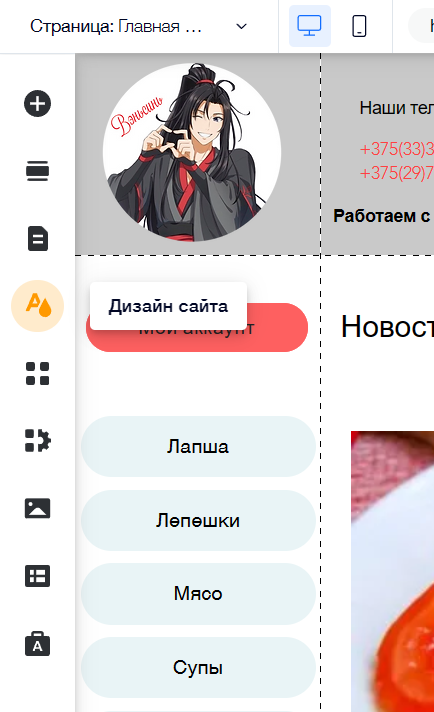 Страница: Главная ...
Вэньсинь
Наши тел
+375(33)3
+375(29)7
Работаем с
Дизайн сайта
Мой аккаунт
Новост
Лапша
Лепешки
Мясо
Супы